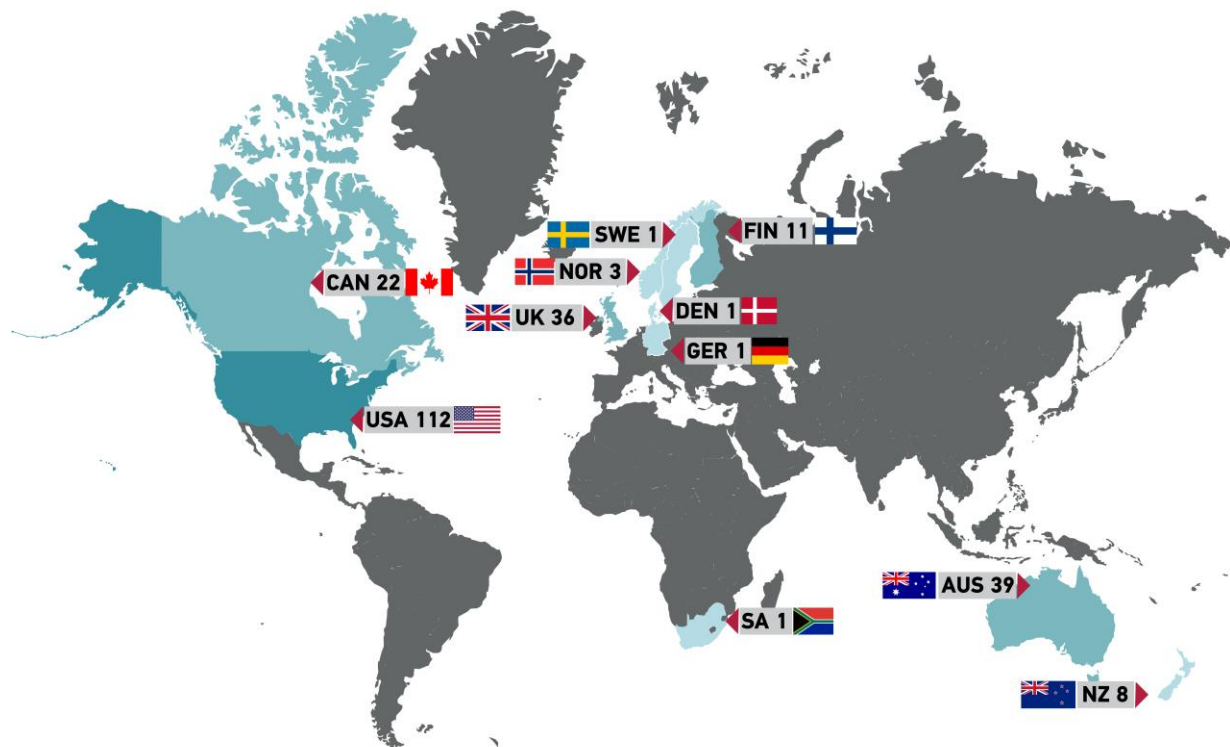 SWE 1
FIN 11
NOR 3
CAN 22
DEN 1
UK 36
GER 1
USA 112
AUS 39
SA 1
NZ 8